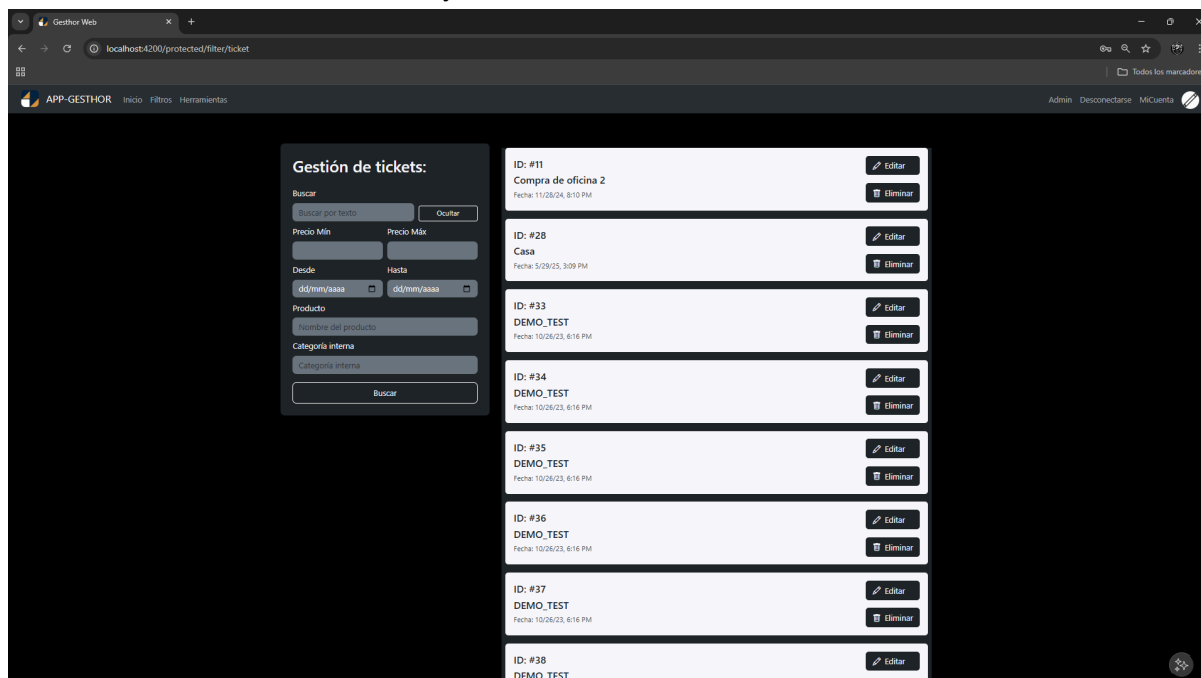 Gesthor Web
localhost:4200/protected/filter/ticket
Todos los marcadores
APP-GESTHOR Inicio Filtros Herramientas
Admin Desconectarse MiCuenta
Gestión de tickets:
Buscar
Buscar por texto
Ocultar
Precio Mín Precio Máx
Desde Hasta
dd/mm/aaaa dd/mm/aaaa
Producto
Nombre del producto
Categoría interna
Categoría interna
Buscar
ID: #11
Compra de oficina 2
Fecha: 11/28/24, 8:10 PM
Editar
Eliminar
ID: #28
Casa
Fecha: 5/29/25, 3:09 PM
Editar
Eliminar
ID: #33
DEMO_TEST
Fecha: 10/26/23, 6:16 PM
Editar
Eliminar
ID: #34
DEMO_TEST
Fecha: 10/26/23, 6:16 PM
Editar
Eliminar
ID: #35
DEMO_TEST
Fecha: 10/26/23, 6:16 PM
Editar
Eliminar
ID: #36
DEMO_TEST
Fecha: 10/26/23, 6:16 PM
Editar
Eliminar
ID: #37
DEMO_TEST
Fecha: 10/26/23, 6:16 PM
Editar
Eliminar
ID: #38
DEMO_TEST
Editar